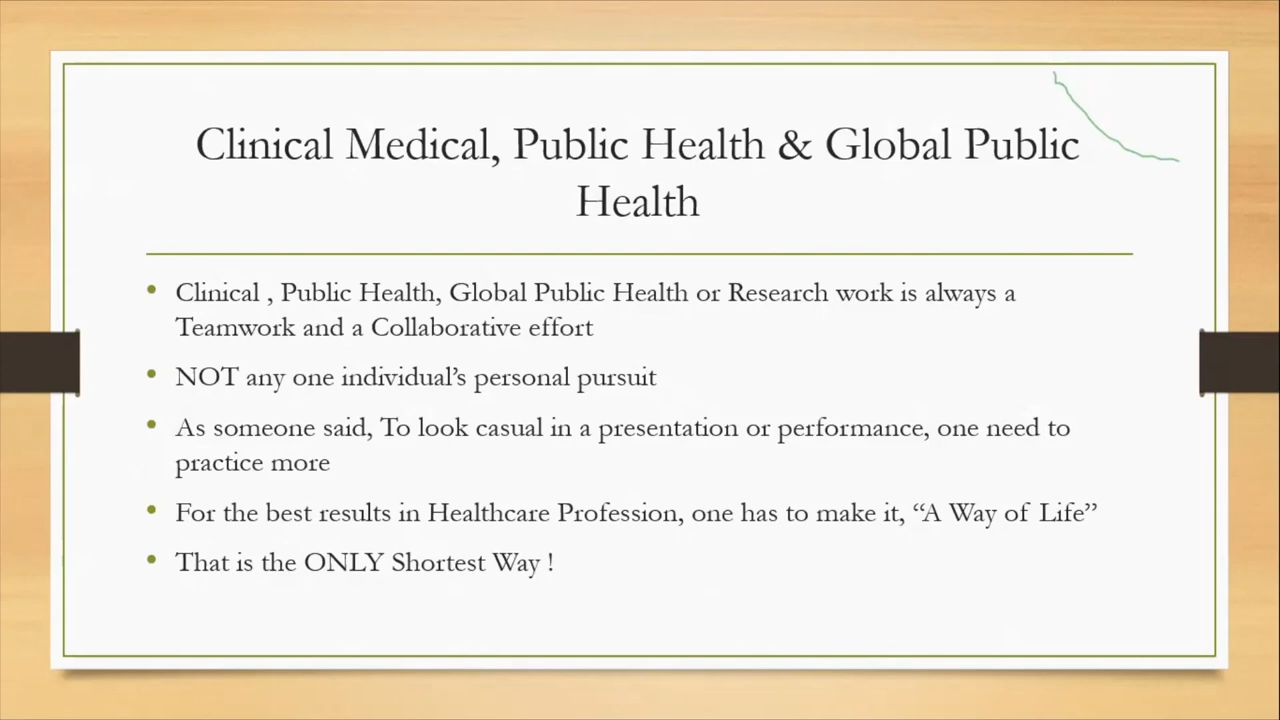 Clinical Medical, Public Health & Global Public
Health
• Clinical , Public Health, Global Public Health or Research work is always a
Teamwork and a Collaborative effort
• NOT any one individual’s personal pursuit
• As someone said, To look casual in a presentation or performance, one need to
practice more
• For the best results in Healthcare Profession, one has to make it, “A Way of Life”
• That is the ONLY Shortest Way !